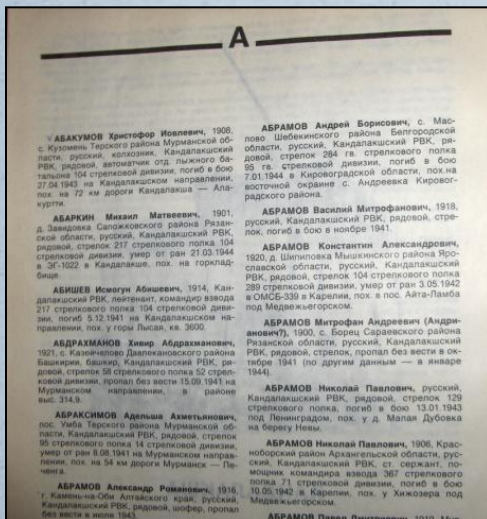 А
АБАКУМОВ Христофор Иовлевич, 1908,
с. Кузомень Терского района Мурманской об-
ласти, русский, колхозник, Кандалакшский
РВК, рядовой, автоматчик отд. лыжного ба-
тальона 104 стрелковой дивизии, погиб в бою
27.04.1943 на Кандалакшском направлении,
пох. на 72 км дороги Кандалакша — Ала-
куртти.
АБАРКИН Михаил Матвеевич, 1901,
д. Завидовка Сапожковского района Рязан-
ской области, русский, Кандалакшский РВК,
рядовой, стрелок 217 стрелкового полка 104
стрелковой дивизии, умер от ран 21.03.1944
в ЭГ-1022 в Кандалакше, пох. на горклад-
бище.
АБИШЕВ Исмогун Абишевич, 1914, Кан-
далакшский РВК, лейтенант, командир взвода
217 стрелкового полка 104 стрелковой диви-
зии, погиб 5.12.1941 на Кандалакшском на-
правлении, пох. у горы Лысая, кв. 3600.
АБДРАХМАНОВ Хивир Абдрахманович,
1921, с. Казейчелево Давлекановского района
Башкирии, башкир, Кандалакшский РВК, ря-
довой, стрелок 58 стрелкового полка 52 стрел-
ковой дивизии, пропал без вести 15.09.1941 на
Мурманском направлении, в районе
выс. 314,9.
АБРАКСИМОВ Адельша Ахметьянович,
пос. Умба Терского района Мурманской об-
ласти, Кандалакшский РВК, рядовой, стрелок
95 стрелкового полка 14 стрелковой дивизии,
умер от ран 8.08.1941 на Мурманском направ-
лении, пох. на 54 км дороги Мурманск — Пе-
ченга.
АБРАМОВ Александр Романович, 1916,
г. Камень-на-Оби Алтайского края, русский,
Кандалакшский РВК, рядовой, шофер, пропал
без вести в июле 1943.
АБРАМОВ Андрей Борисович, с. Мас-
лово Шебекинского района Белгородской
области, русский, Кандалакшский РВК, ря-
довой, стрелок 284 гв. стрелкового полка
95 гв. стрелковой дивизии, погиб в бою
7.01.1944 в Кировоградской области, пох.на
восточной окраине с. Андреевка Кировог-
радского района.
АБРАМОВ Василий Митрофанович, 1918,
русский, Кандалакшский РВК, рядовой, стре-
лок, погиб в бою в ноябре 1941.
АБРАМОВ Константин Александрович,
1920, д. Шипиловка Мышкинского района Яро-
славской области, русский, Кандалакшский
РВК, рядовой, стрелок 104 стрелкового полка
289 стрелковой дивизии, умер от ран 3.05.1942
в ОМСБ-339 в Карелии, пох. в пос. Айта-Ламба
под Медвежьегорском.
АБРАМОВ Митрофан Андреевич (Андри-
анович?), 1900, с. Борец Сараевского района
Рязанской области, русский, Кандалакшский
РВК, рядовой, стрелок, пропал без вести в ок-
тябре 1941 (по другим данным — в январе
1944).
АБРАМОВ Николай Павлович, русский,
Кандалакшский РВК, рядовой, стрелок 129
стрелкового полка, погиб в бою 13.01.1943
под Ленинградом, пох. у д. Малая Дубовка
на берегу Невы.
АБРАМОВ Николай Павлович, 1906, Крас-
ноборский район Архангельской области, рус-
ский, Кандалакшский РВК, ст. сержант, по-
мощник командира взвода 367 стрелкового
полка 71 стрелковой дивизии, погиб в бою
10.05.1942 в Карелии, пох. у Хижозера под
Медвежьегорском.
АБРАМОВ Павел Дмитриевич, 1910, Мур-